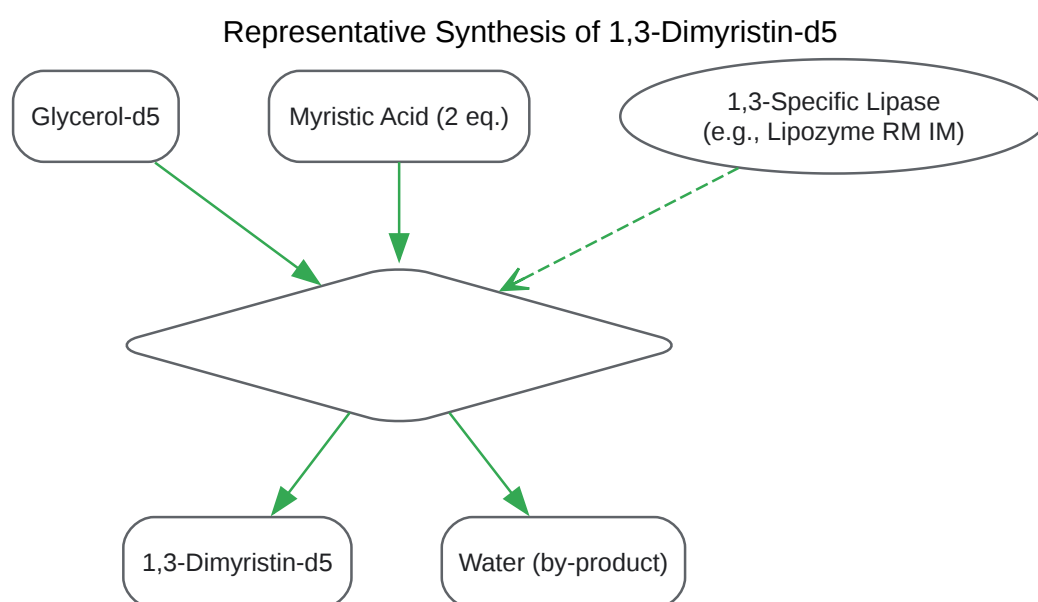 Representative Synthesis of 1,3-Dimyristin-d5
Glycerol-d5
Myristic Acid (2 eq.)
1,3-Specific Lipase
(e.g., Lipozyme RM IM)
1,3-Dimyristin-d5
Water (by-product)